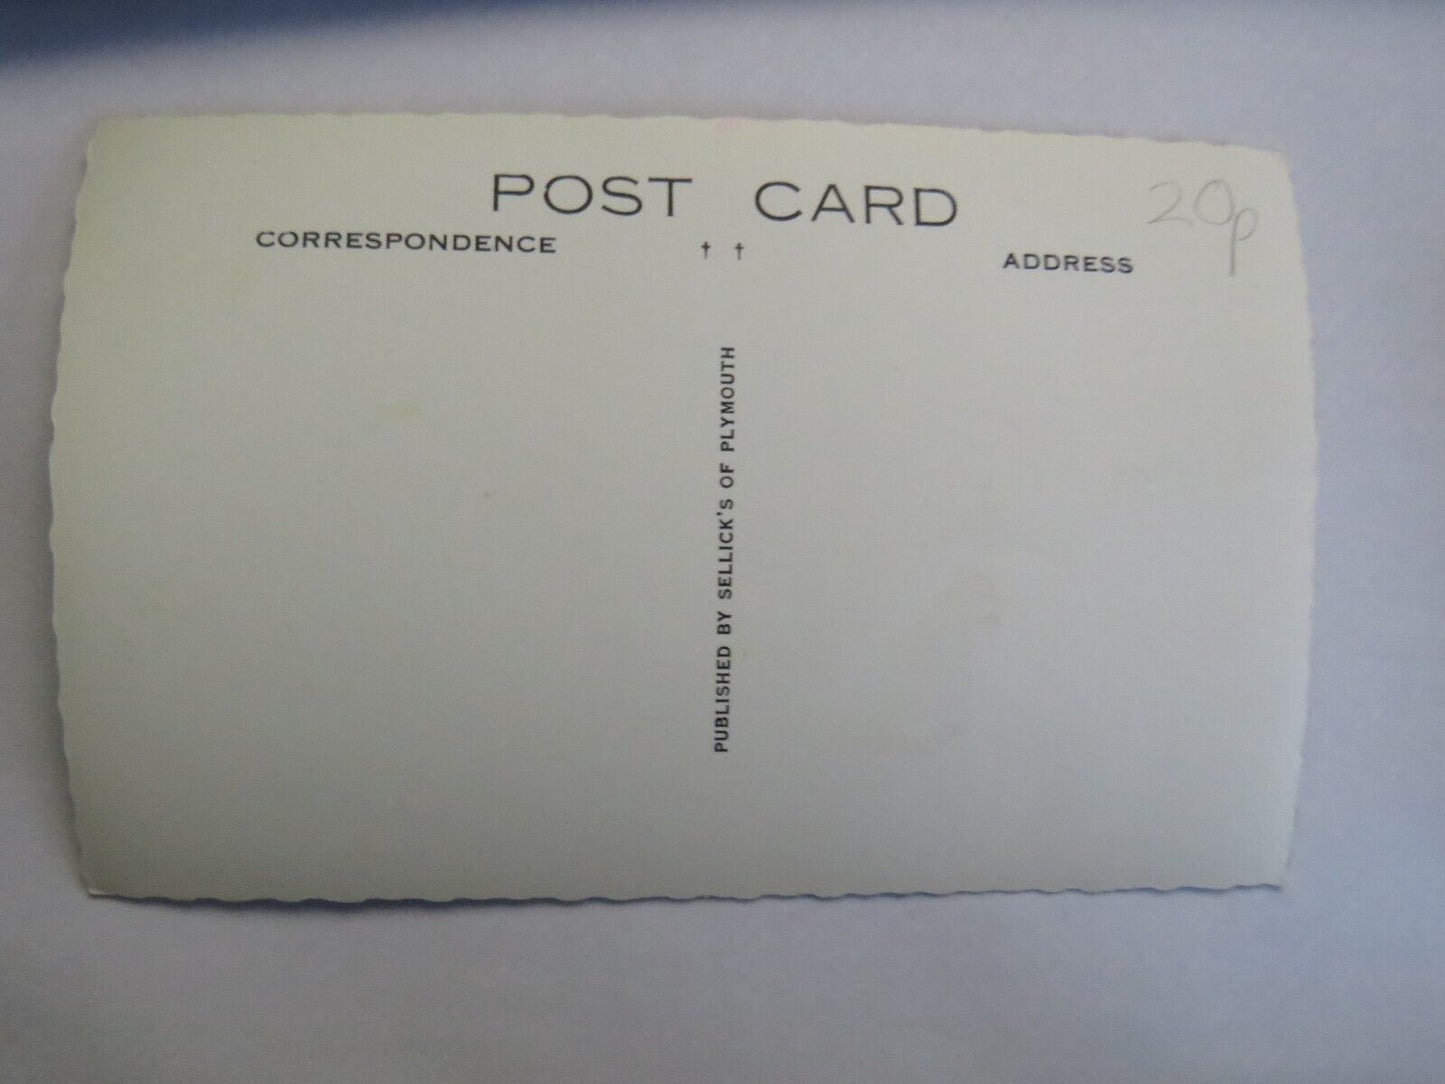 POST CARD
20p
CORRESPONDENCE
† †
ADDRESS
PUBLISHED BY SELLICK'S OF PLYMOUTH